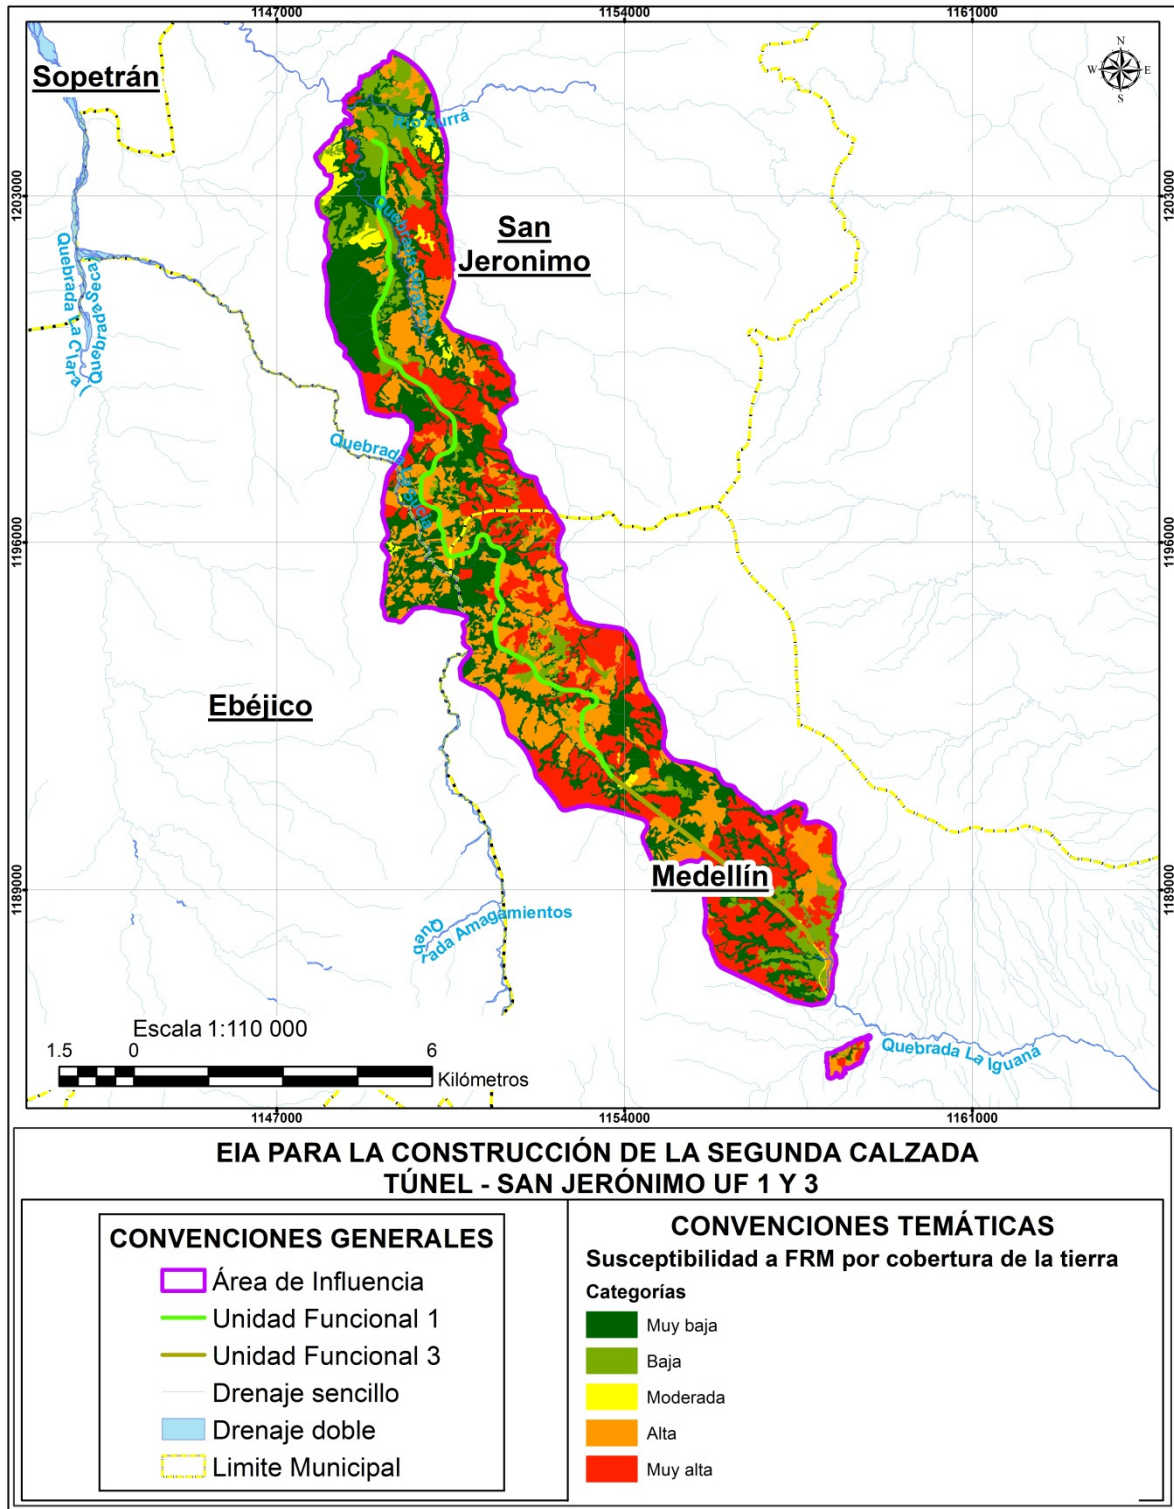 1147000
1154000
1161000
Sopetrán
N
W
E
S
Río Aurrá
1203000
1203000
San
Jeronimo
Quebrada Seca
Quebrada La Clara
Quebrada La Sucia
1196000
1196000
Ebéjico
Medellín
1189000
1189000
Quebrada Amagamientos
Escala 1:110 000
1.5 0 6
Kilómetros
Quebrada La Iguaná
1147000
1154000
1161000
EIA PARA LA CONSTRUCCIÓN DE LA SEGUNDA CALZADA
TÚNEL - SAN JERÓNIMO UF 1 Y 3
CONVENCIONES GENERALES
Área de Influencia
Unidad Funcional 1
Unidad Funcional 3
Drenaje sencillo
Drenaje doble
Limite Municipal
CONVENCIONES TEMÁTICAS
Susceptibilidad a FRM por cobertura de la tierra
Categorías
Muy baja
Baja
Moderada
Alta
Muy alta